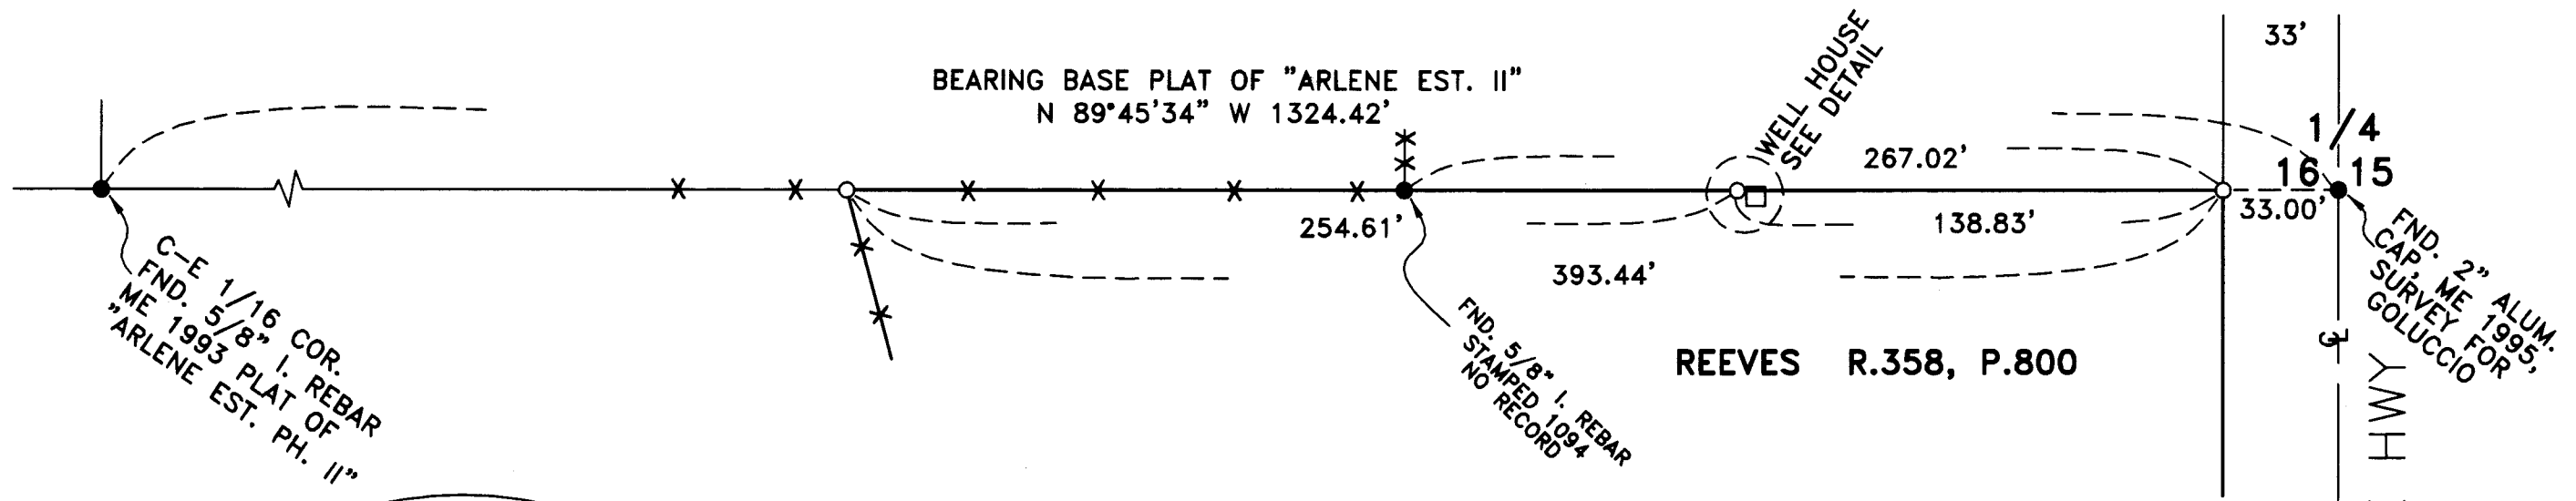 33'
BEARING BASE PLAT OF "ARLENE EST. II"
N 89°45'34" W 1324.42'
WELL HOUSE
SEE DETAIL
267.02'
1/4
16 15
33.00'
254.61'
138.83'
393.44'
C-E 1/16 COR.
FND. 5/8" I. REBAR
ME 1993 PLAT OF
"ARLENE EST. PH. II"
FND. 5/8" I. REBAR
STAMPED 1094
NO RECORD
REEVES R.358, P.800
FND. 2" ALUM.
CAP, ME 1995,
SURVEY FOR
GOLUCCIO
HWY